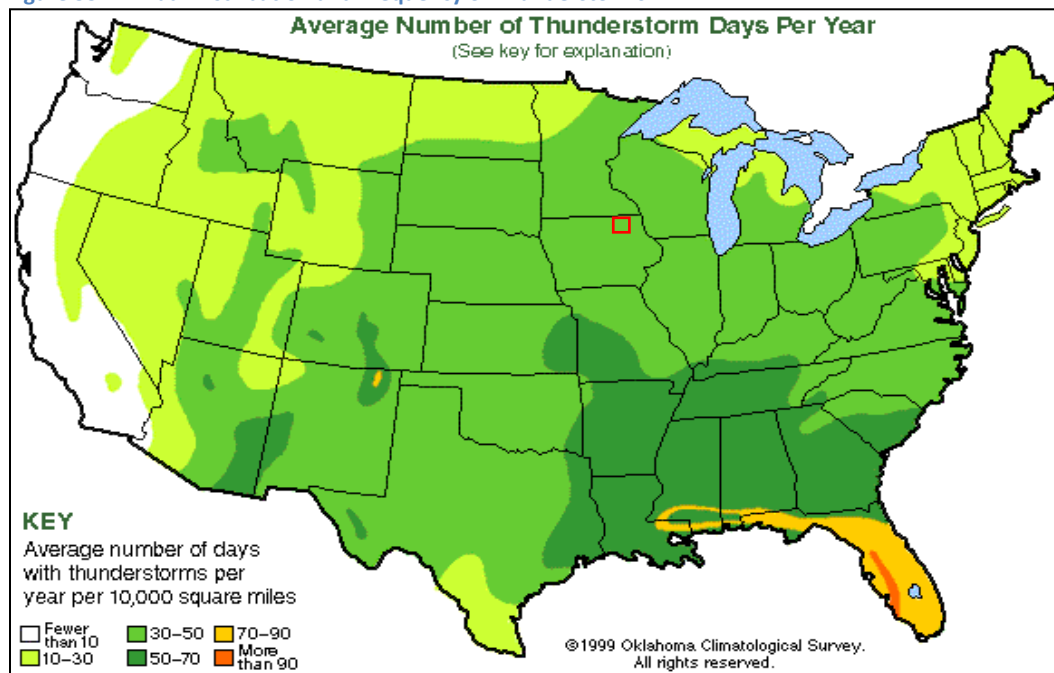 Average Number of Thunderstorm Days Per Year
(See key for explanation)
KEY
Average number of days
with thunderstorms per
year per 10,000 square miles
Fewer
than 10
30–50
70–90
10–30
50–70
More
than 90
©1999 Oklahoma Climatological Survey.
All rights reserved.